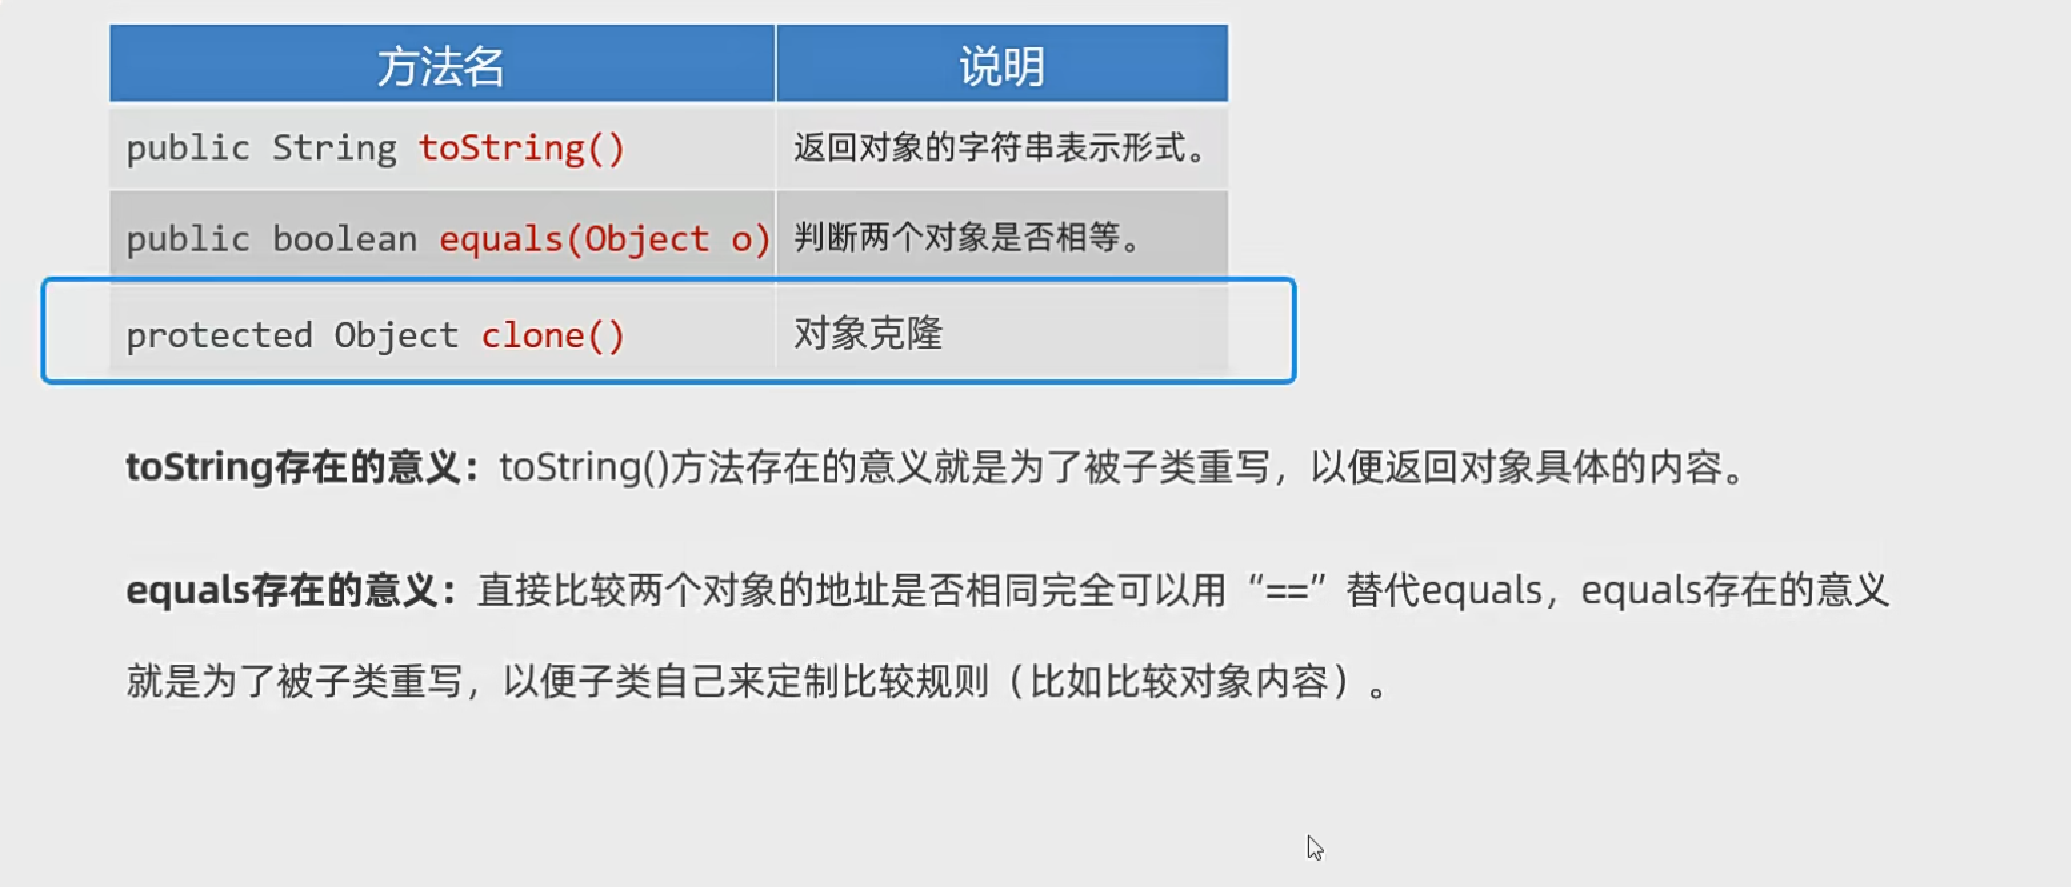 方法名 说明
public String toString() 返回对象的字符串表示形式。
public boolean equals(Object o) 判断两个对象是否相等。
protected Object clone() 对象克隆
toString存在的意义：toString()方法存在的意义就是为了被子类重写，以便返回对象具体的内容。
equals存在的意义：直接比较两个对象的地址是否相同完全可以用“==”替代equals，equals存在的意义
就是为了被子类重写，以便子类自己来定制比较规则（比如比较对象内容）。